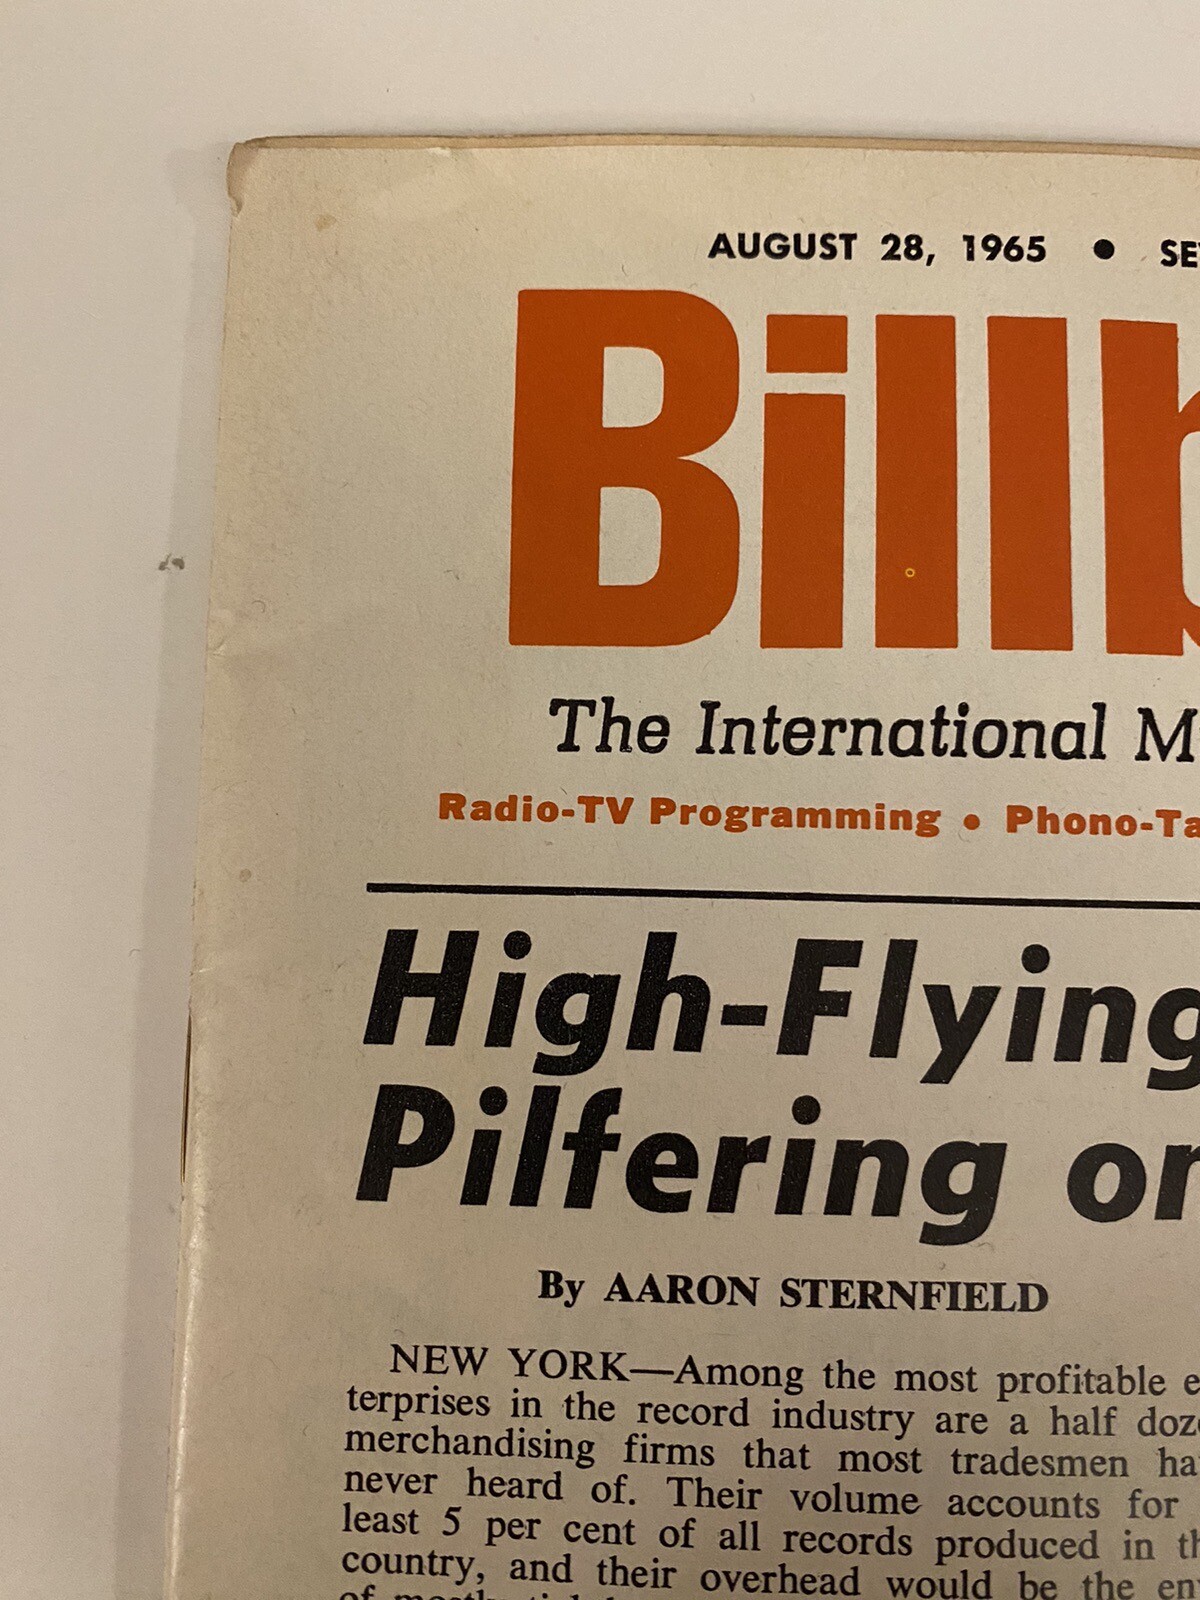 AUGUST 28, 1965 •
Billb
The International
Radio-TV Programming •
High-Flying
Pilfering
By AARON STERNFIELD
NEW YORK—Among the most profitable
terprises in the record industry are a half
merchandising firms that most tradesmen
never heard of. Their volume accounts for
least 5 per cent of all records produced in
country, and their overhead would be the